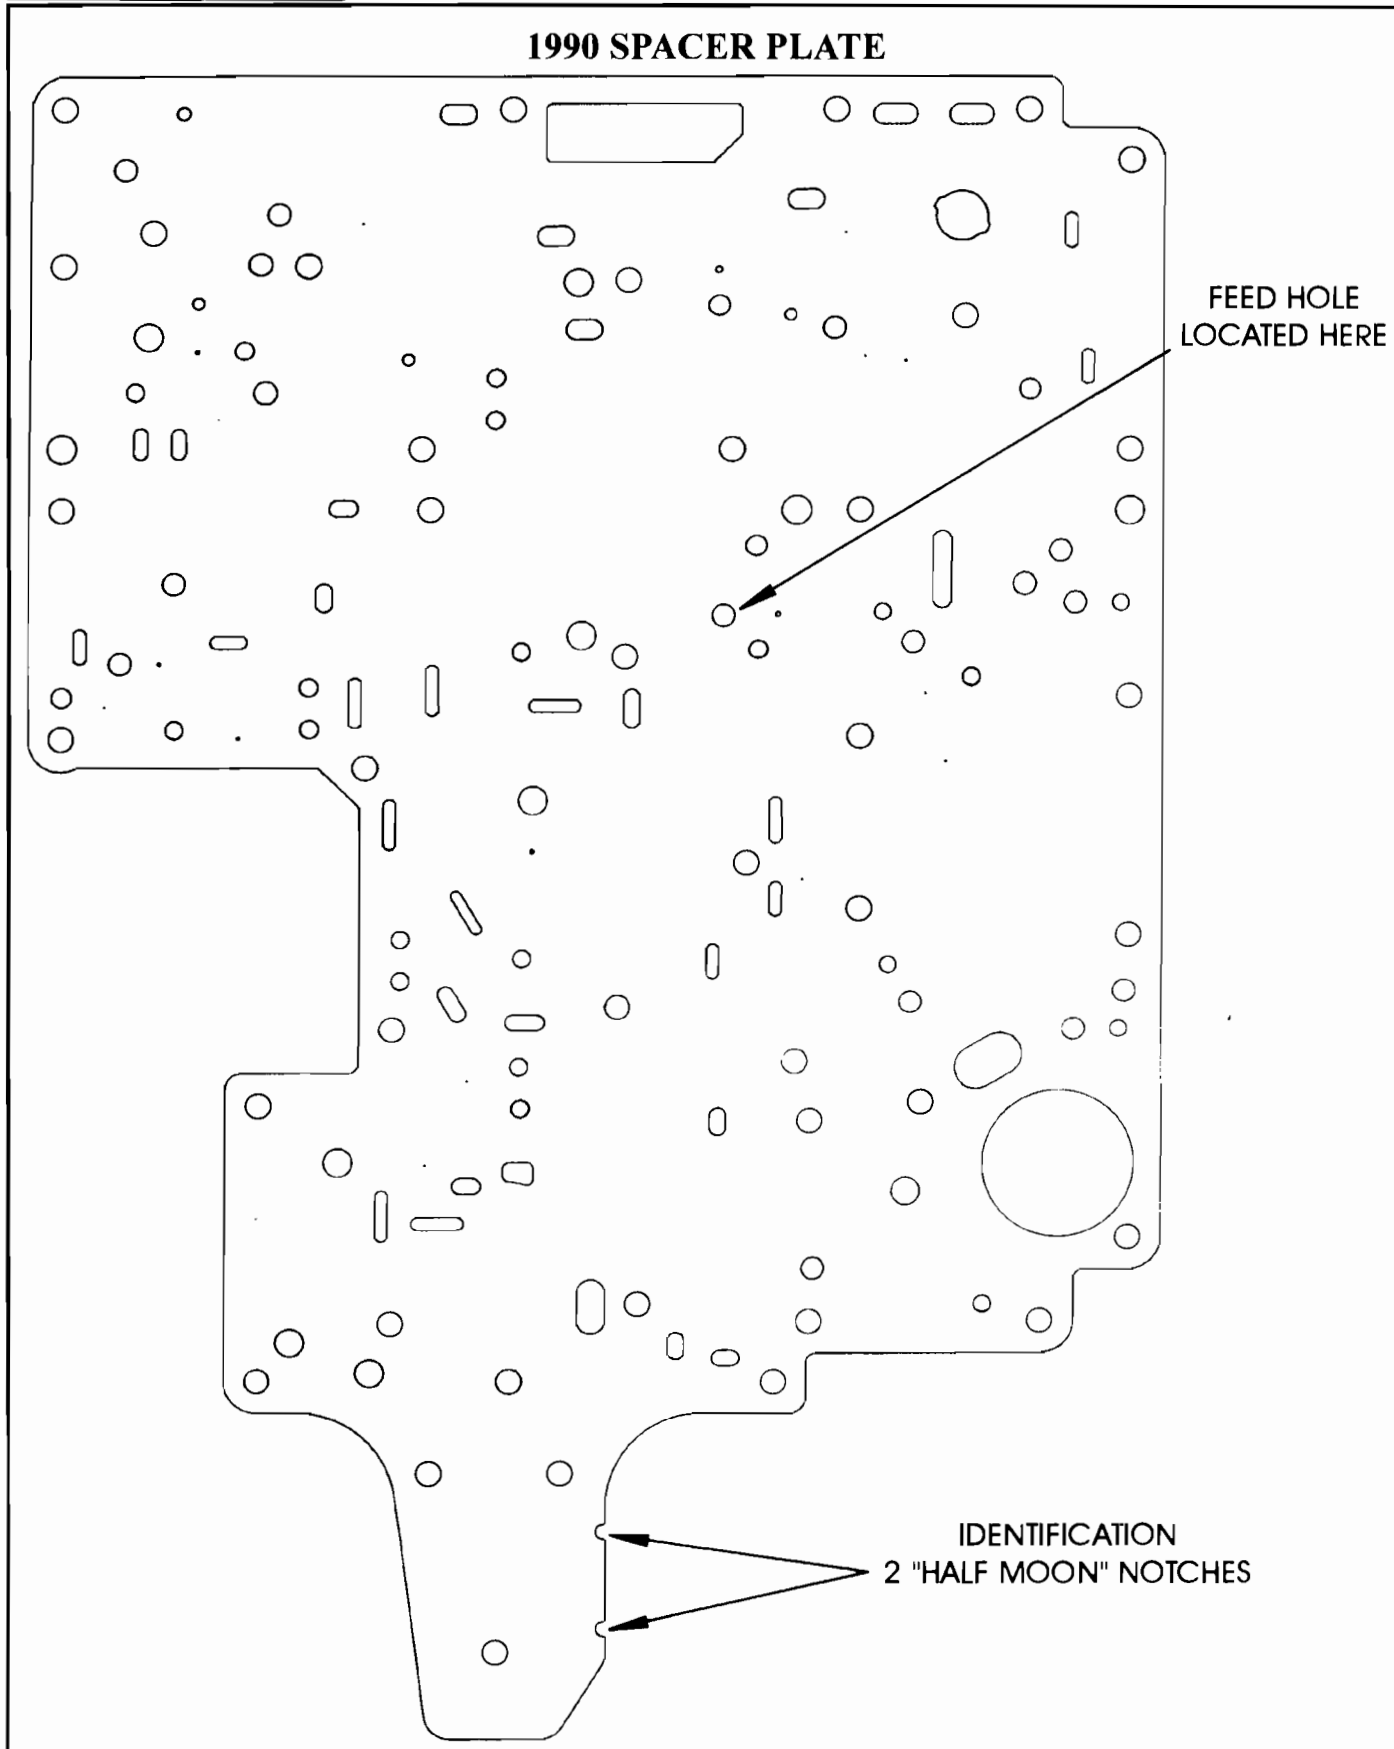 1990 SPACER PLATE
FEED HOLE
LOCATED HERE
IDENTIFICATION
2 "HALF MOON" NOTCHES